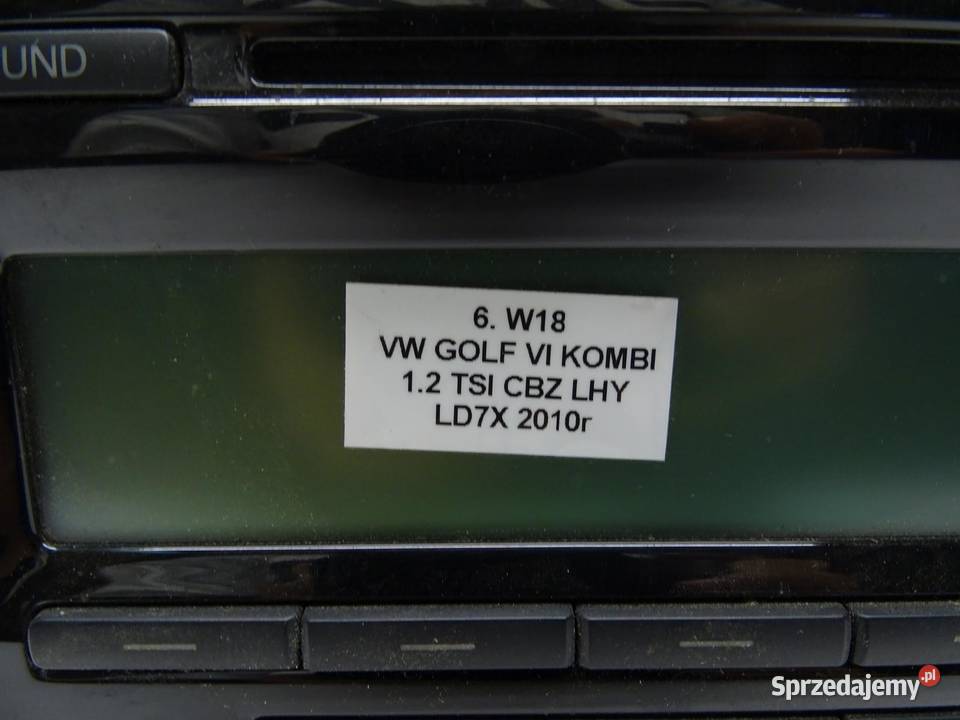 UND
6. W18
VW GOLF VI KOMBI
1.2 TSI CBZ LHY
LD7X 2010r
Sprzedajemy.pl